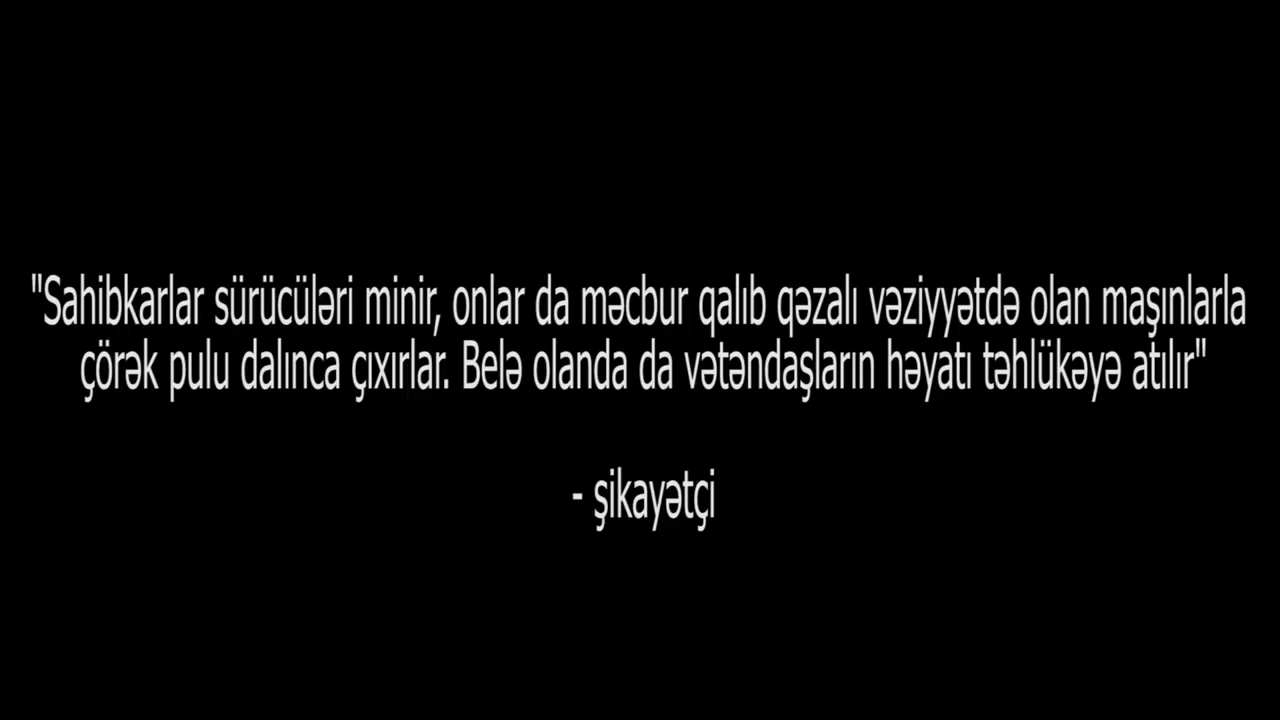 "Sahibkarlar sürücüləri minir, onlar da məcbur qalıb qəzalı vəziyyətdə olan maşınlarla
çörək pulu dalınca çıxırlar. Belə olanda da vətəndaşların həyatı təhlükəyə atılır"
- şikayətçi